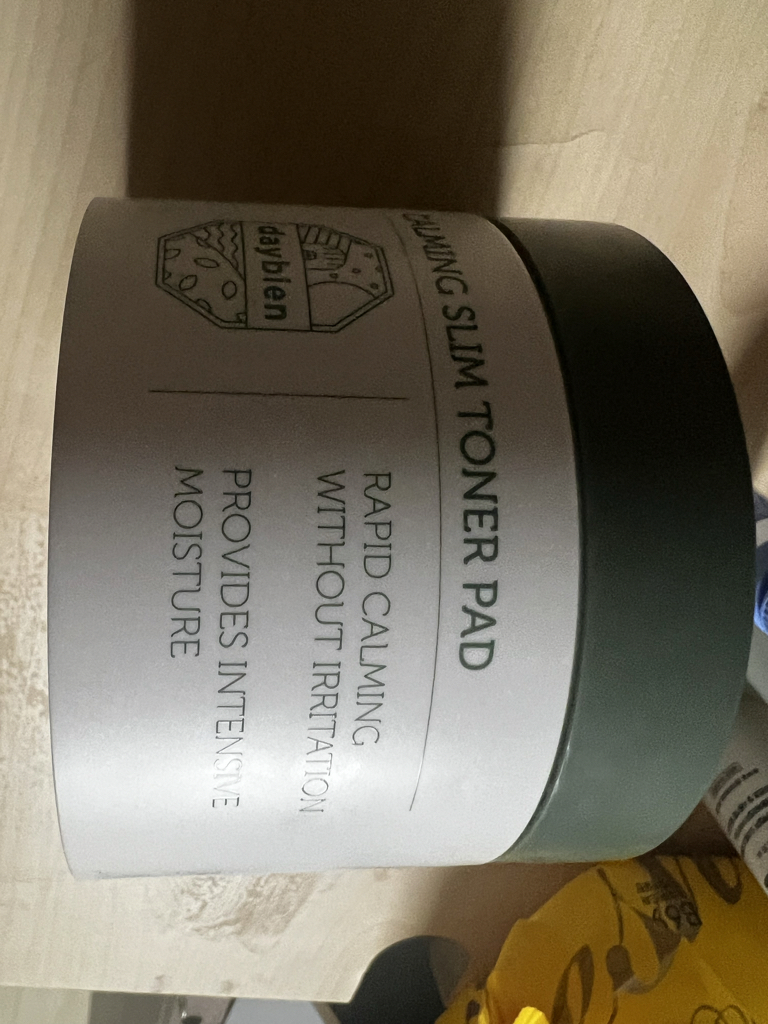 CALMING SLIM TONER PAD
daybien
RAPID CALMING
WITHOUT IRRITATION
PROVIDES INTENSIVE
MOISTURE